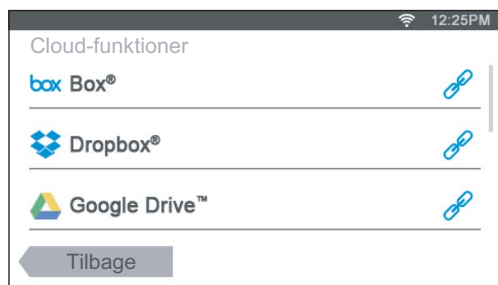 12:25PM
Cloud-funktioner
box Box®
Dropbox®
Google Drive™
Tilbage